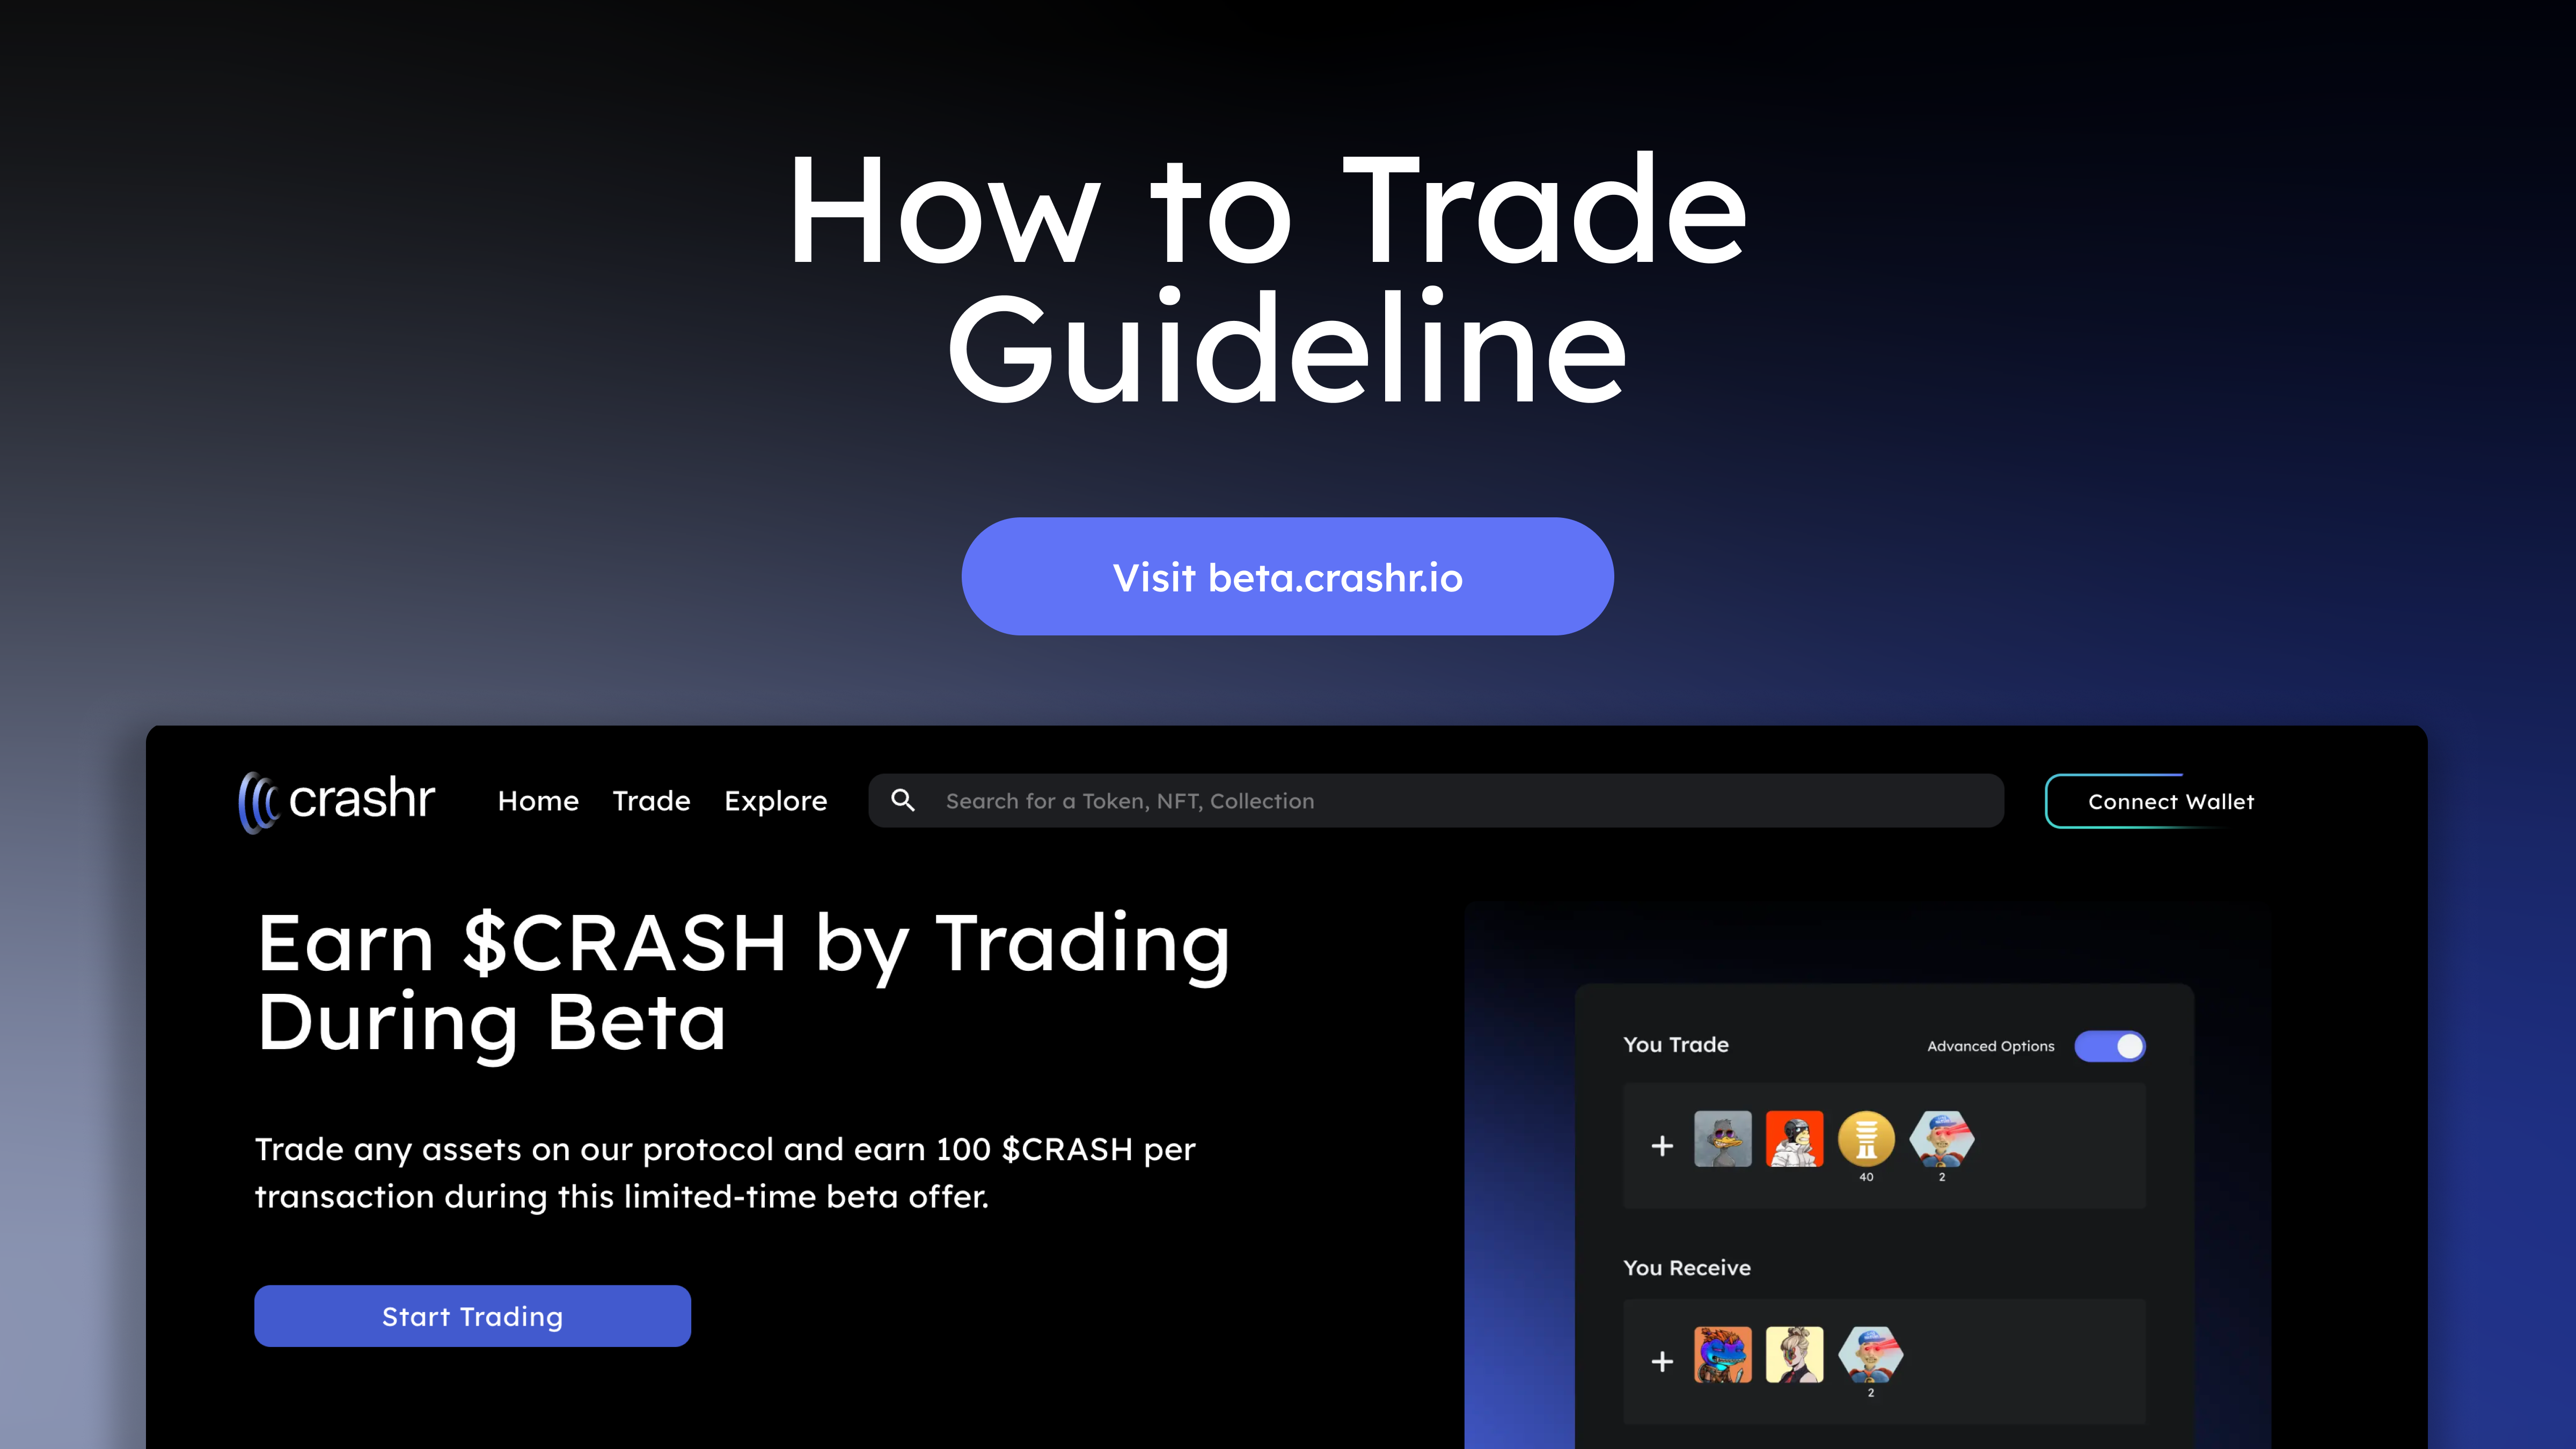 How to Trade
Guideline
Visit beta.crashr.io
crashr
Home Trade Explore
Search for a Token, NFT, Collection
Connect Wallet
Earn $CRASH by Trading
During Beta
Trade any assets on our protocol and earn 100 $CRASH per
transaction during this limited-time beta offer.
Start Trading
You Trade
Advanced Options
40
2
You Receive
2